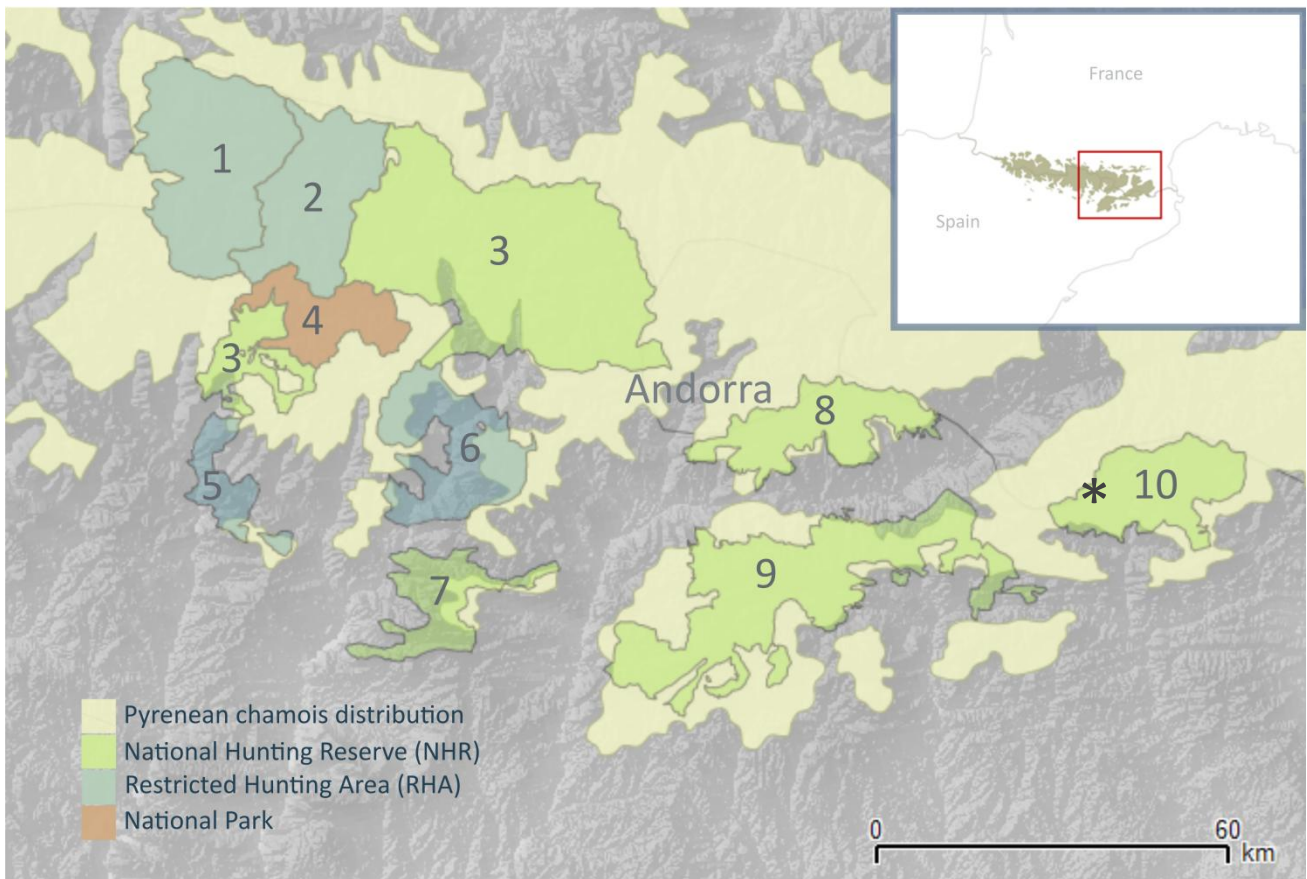 France
Spain
1
2
3
4
3
Andorra
8
6
5
* 10
9
7
Pyrenean chamois distribution
National Hunting Reserve (NHR)
Restricted Hunting Area (RHA)
National Park
0 60
km